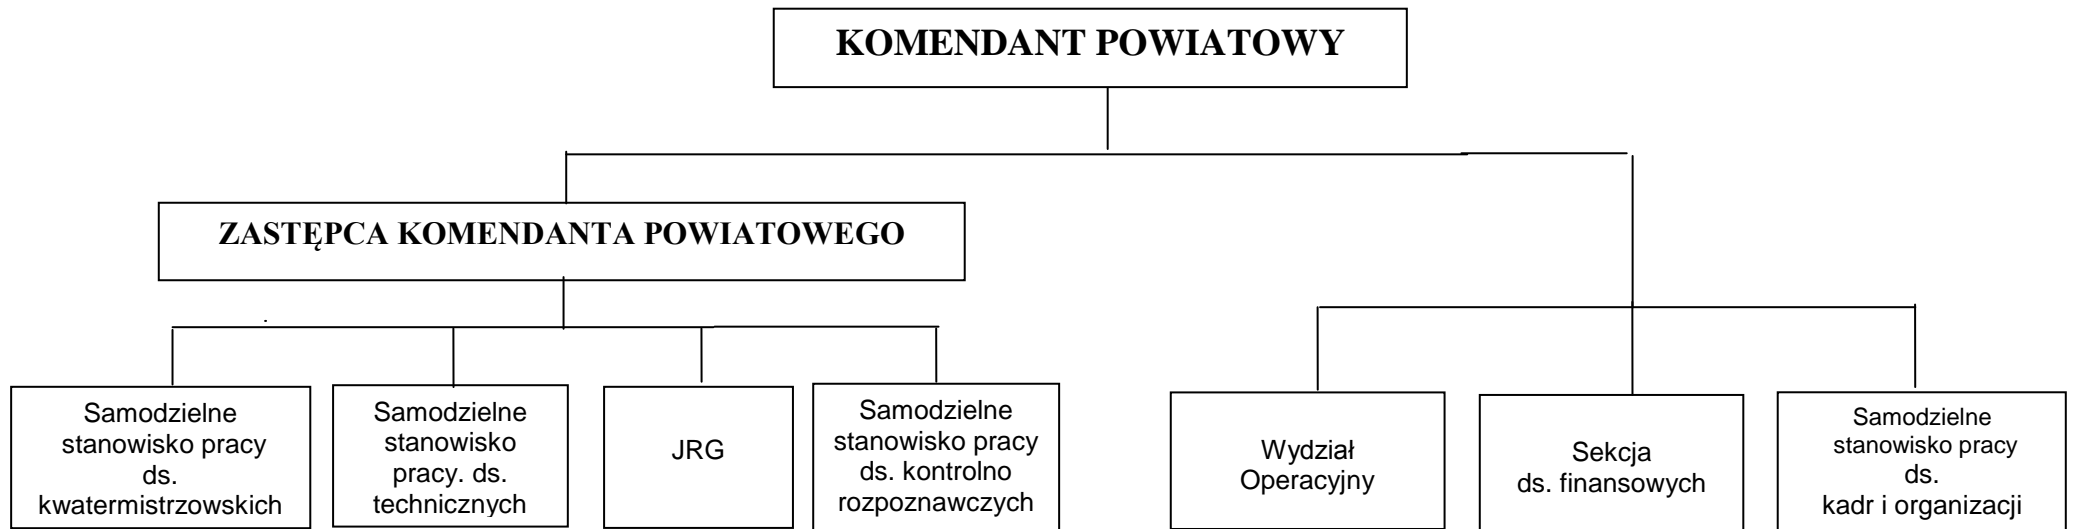 KOMENDANT POWIATOWY
ZASTĘPCA KOMENDANTA POWIATOWEGO
Samodzielne
stanowisko pracy
ds.
kwatermistrzowskich
Samodzielne
stanowisko
pracy. ds.
technicznych
JRG
Samodzielne
stanowisko pracy
ds. kontrolno
rozpoznawczych
Wydział
Operacyjny
Sekcja
ds. finansowych
Samodzielne
stanowisko pracy
ds.
kadr i organizacji